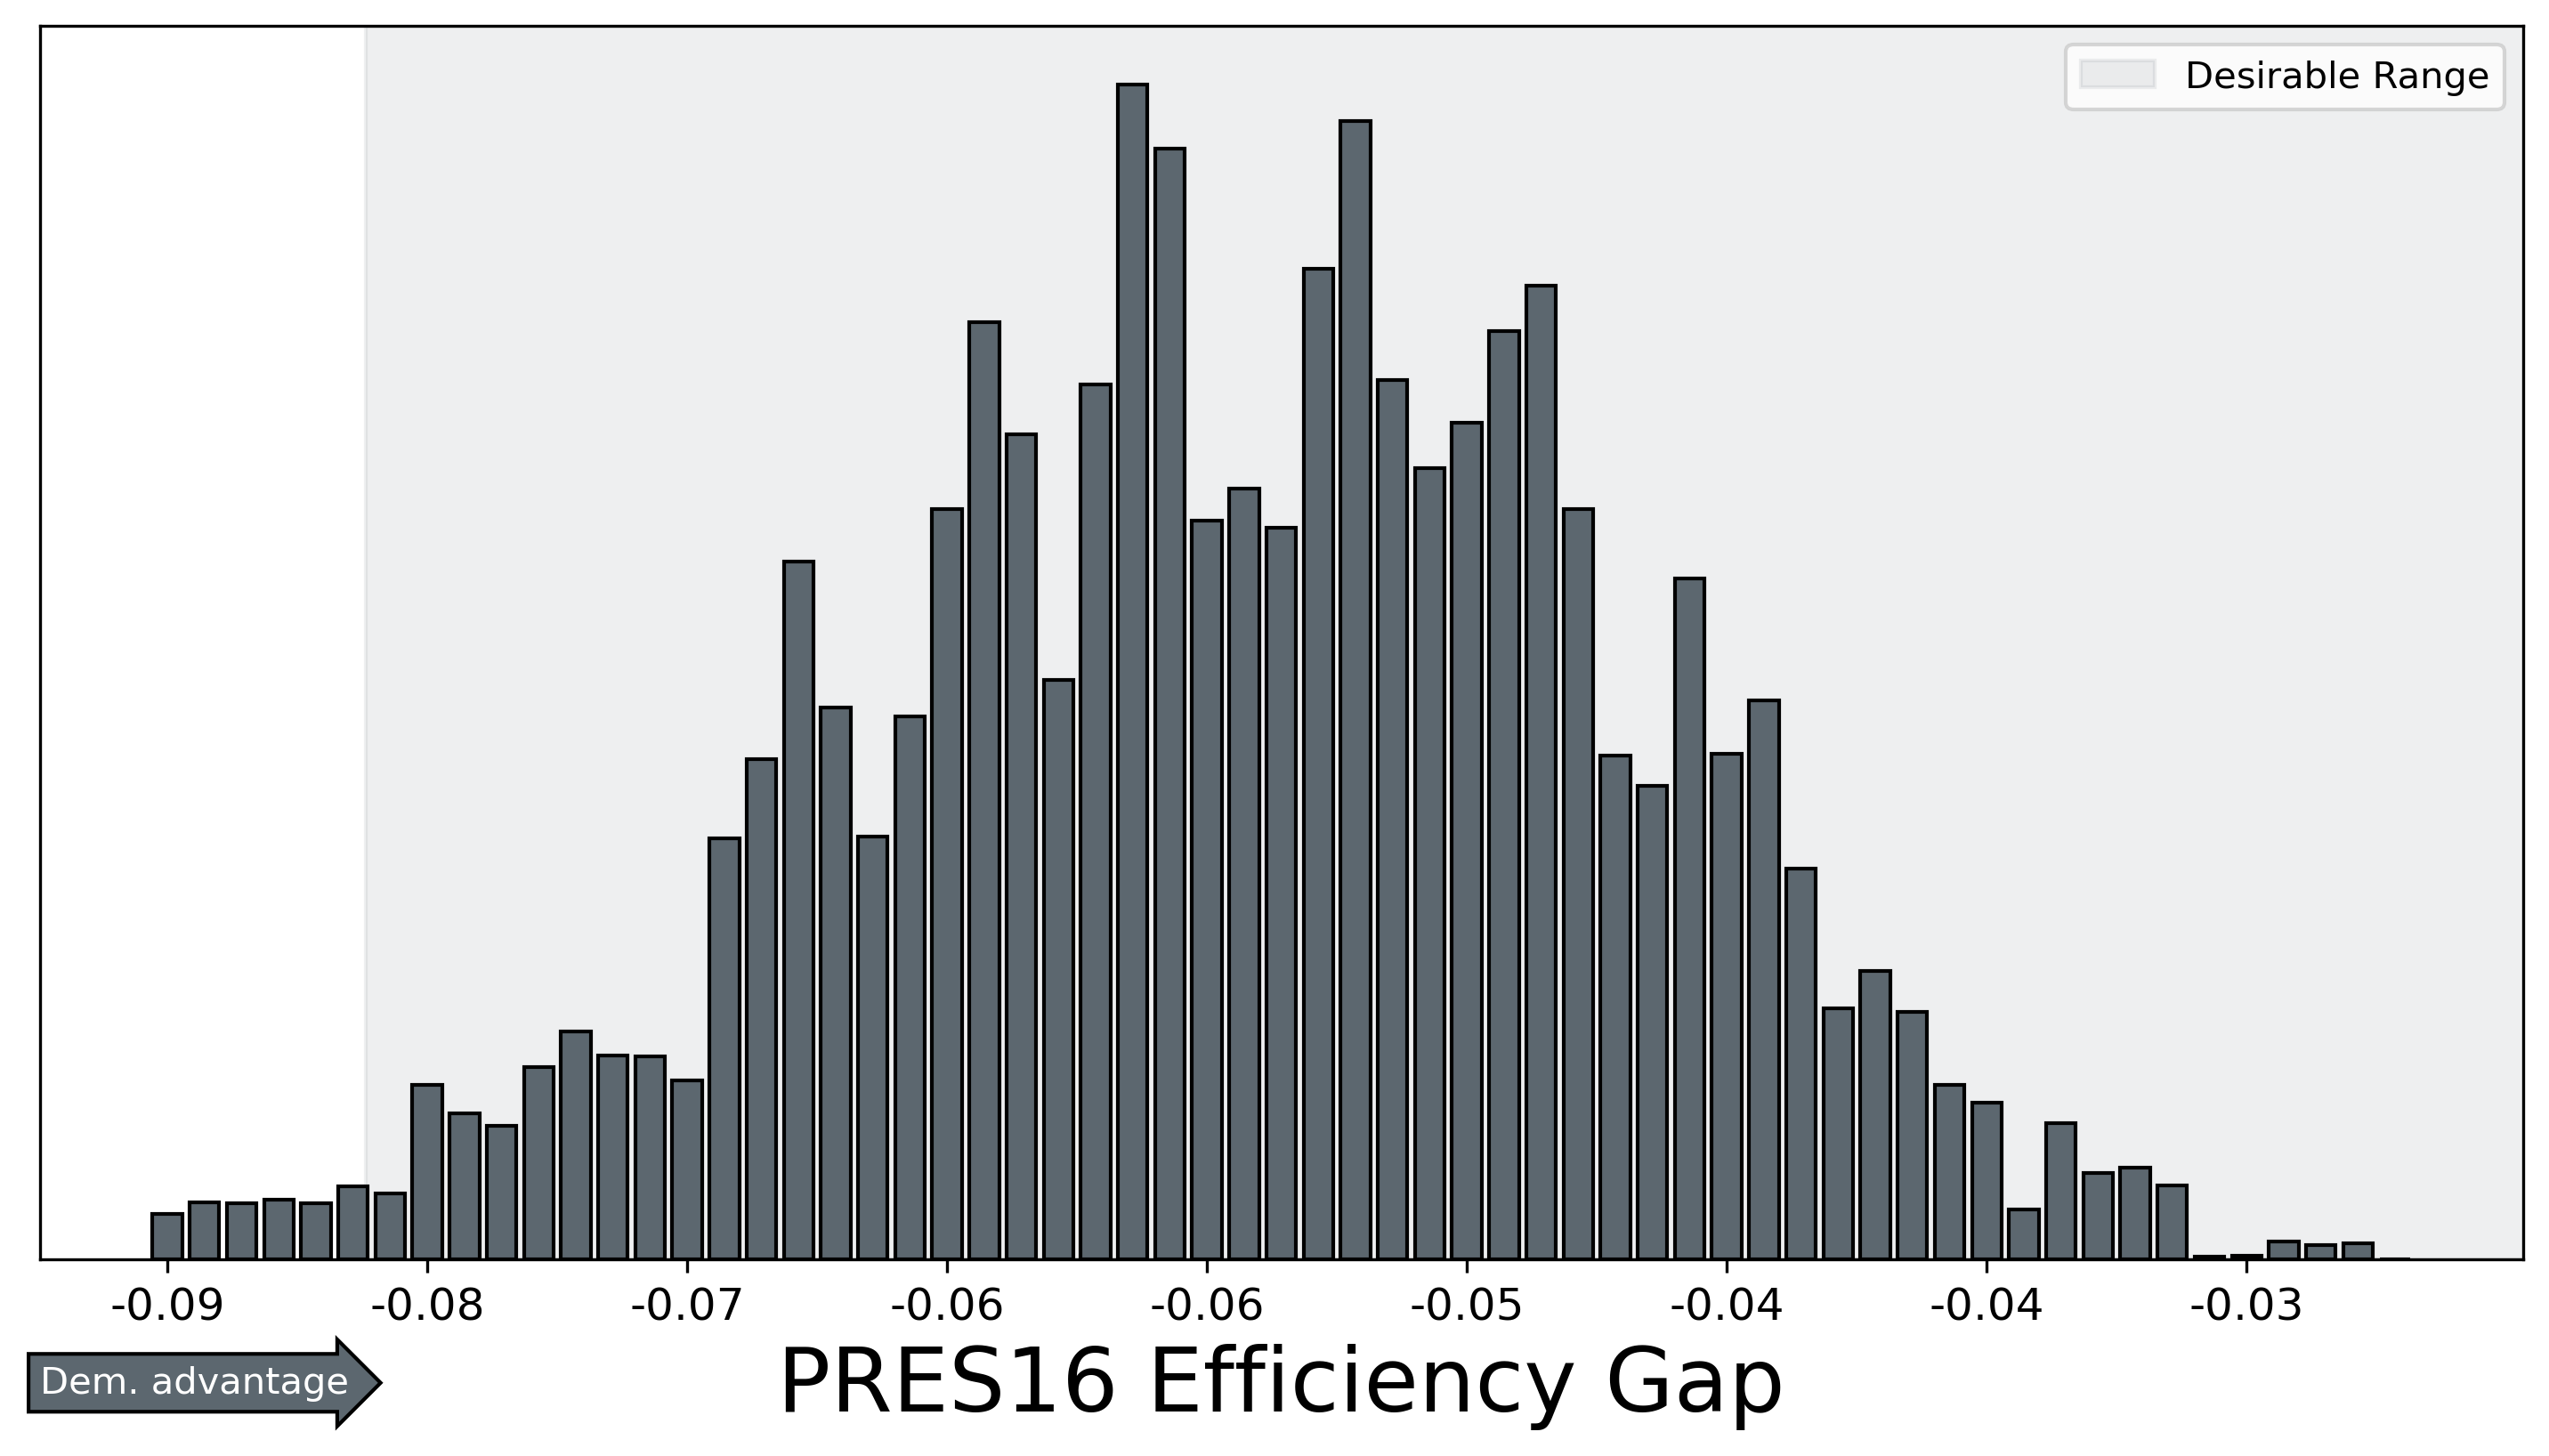 Desirable Range
-0.09 -0.08 -0.07 -0.06 -0.06 -0.05 -0.04 -0.04 -0.03
Dem. advantage
PRES16 Efficiency Gap